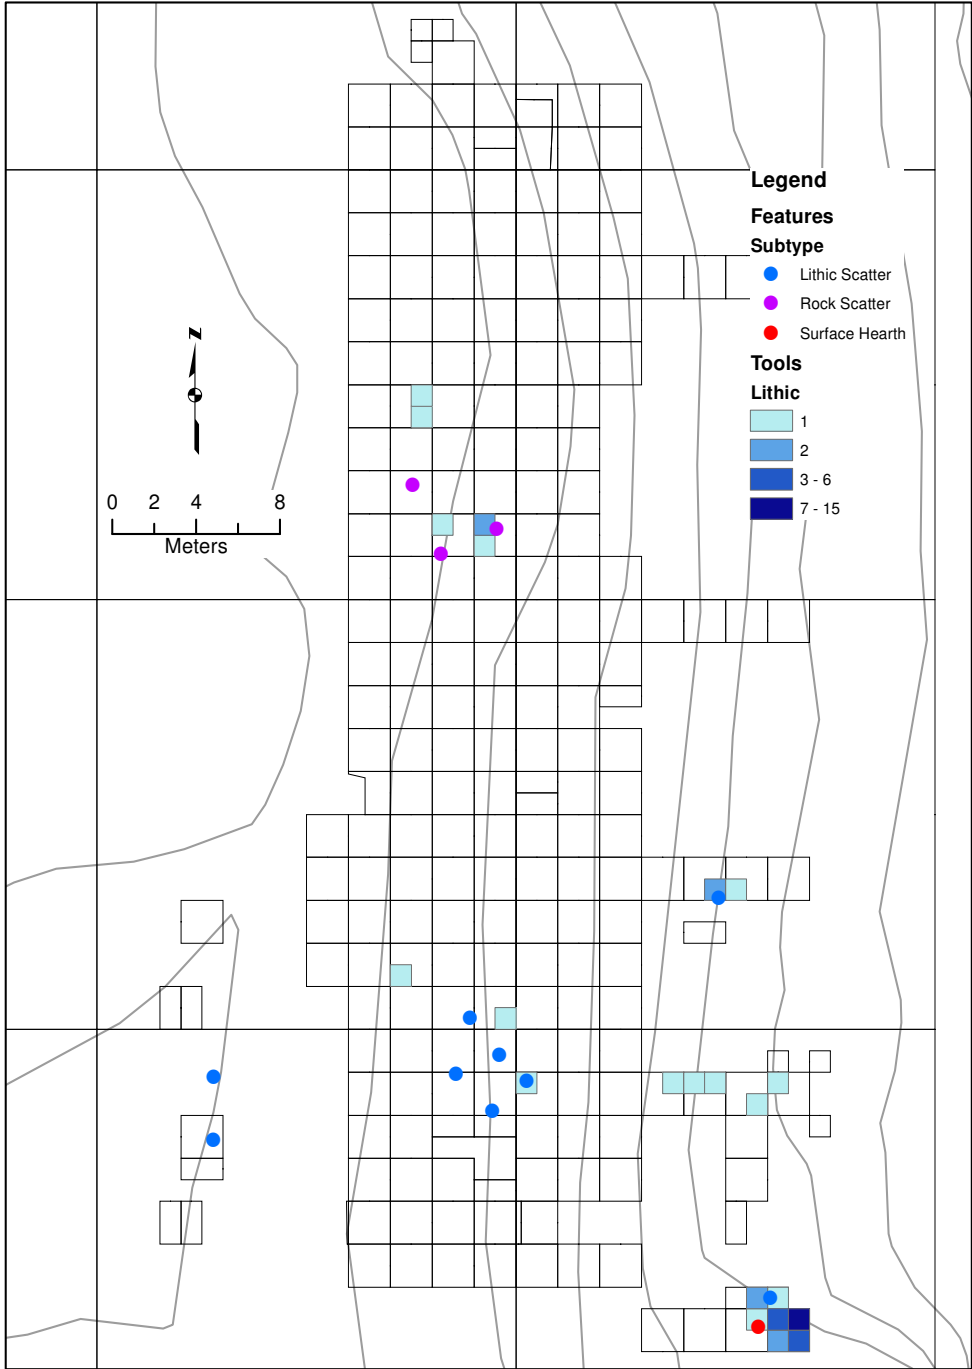 Legend
Features
Subtype
Lithic Scatter
Rock Scatter
Surface Hearth
Tools
Lithic
1
2
3 - 6
7 - 15
N
0 2 4 8
Meters